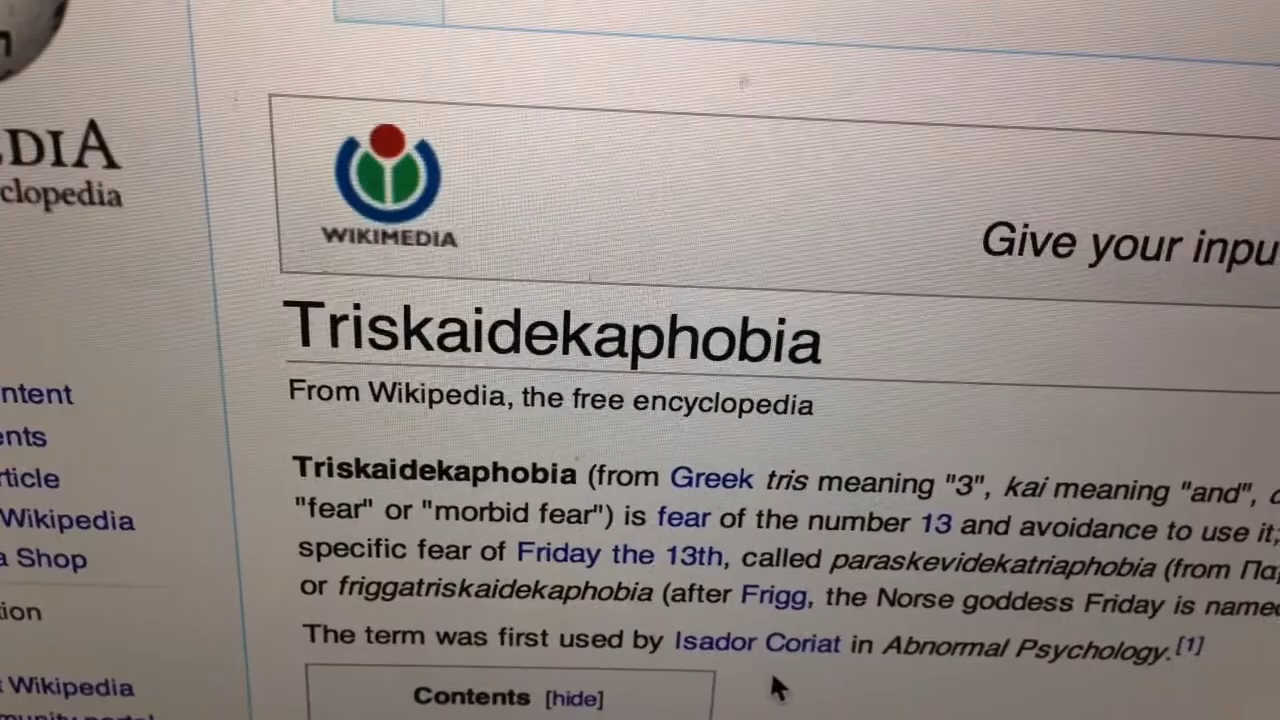 DIA
clopedia
WIKIMEDIA
Give your inpu
Triskaidekaphobia
From Wikipedia, the free encyclopedia
Triskaidekaphobia (from Greek tris meaning "3", kai meaning "and",
"fear" or "morbid fear") is fear of the number 13 and avoidance to use it;
specific fear of Friday the 13th, called paraskevidekatriaphobia (from Πα
or friggatriskaidekaphobia (after Frigg, the Norse goddess Friday is name
The term was first used by Isador Coriat in Abnormal Psychology.[1]
Contents [hide]
ntent
ents
rticle
Wikipedia
a Shop
tion
Wikipedia